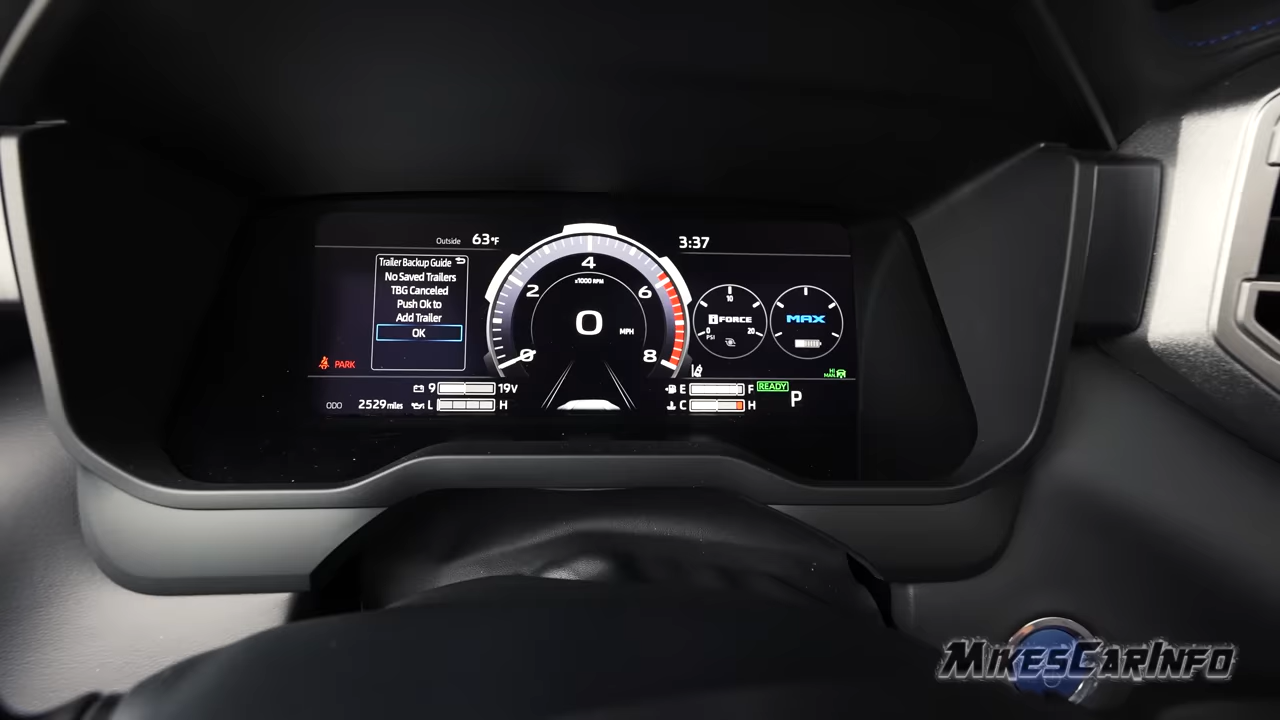 Outside 63°F
3:37
Trailer Backup Guide
No Saved Trailers
TBG Canceled
Push Ok to
Add Trailer
OK
PARK
0 2 4 6 8
x1000 RPM
0 MPH
10
i FORCE
0 20
PSI
MAX
HI
MAN.
9 19V
ODO 2529 miles
L H
E F
READY
C H
P
MIKESCARINFO